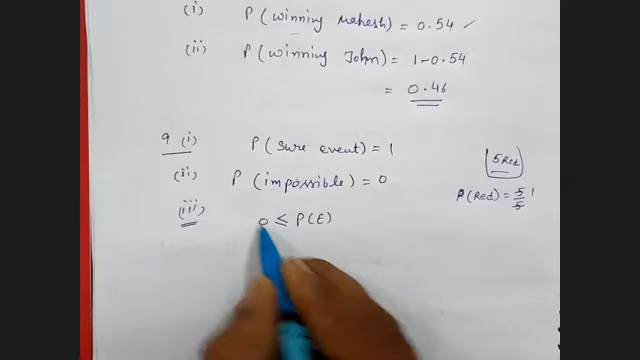 (i) P(winning Mahesh) = 0.54 ✓
(ii) P(winning John) = 1-0.54
= 0.46
9 (i) P(sure event) = 1
(ii) P(impossible) = 0
(iii) 0 ≤ P(E)
5 Red
P(Red) = 5/5 1